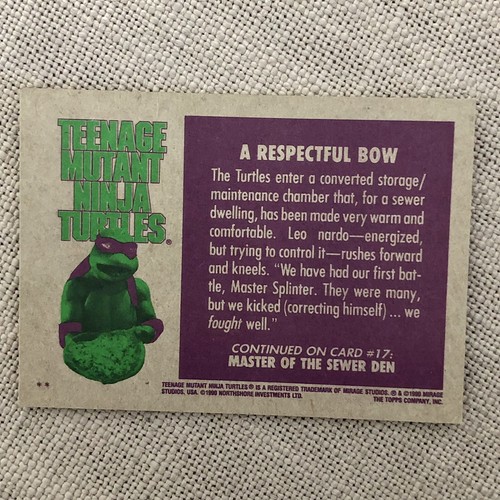 TEENAGE
MUTANT
NINJA
TURTLES®
A RESPECTFUL BOW
The Turtles enter a converted storage/
maintenance chamber that, for a sewer
dwelling, has been made very warm and
comfortable. Leo nardo—energized,
but trying to control it—rushes forward
and kneels. "We have had our first bat-
tle, Master Splinter. They were many,
but we kicked (correcting himself) ... we
fought well."
CONTINUED ON CARD #17:
MASTER OF THE SEWER DEN
**
TEENAGE MUTANT NINJA TURTLES® IS A REGISTERED TRADEMARK OF MIRAGE STUDIOS. ® & ©1990 MIRAGE
STUDIOS, USA. ©1990 NORTHSHORE INVESTMENTS LTD.
THE TOPPS COMPANY, INC.